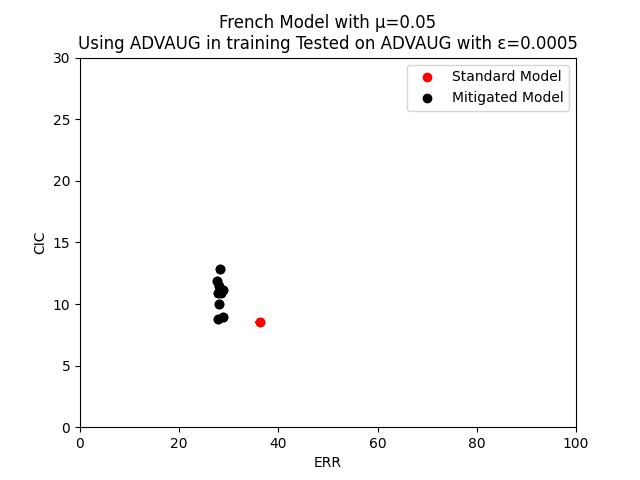 French Model with μ=0.05
Using ADVAUG in training Tested on ADVAUG with ε=0.0005
Standard Model
Mitigated Model
30
25
20
15
10
5
0
CIC
0 20 40 60 80 100
ERR